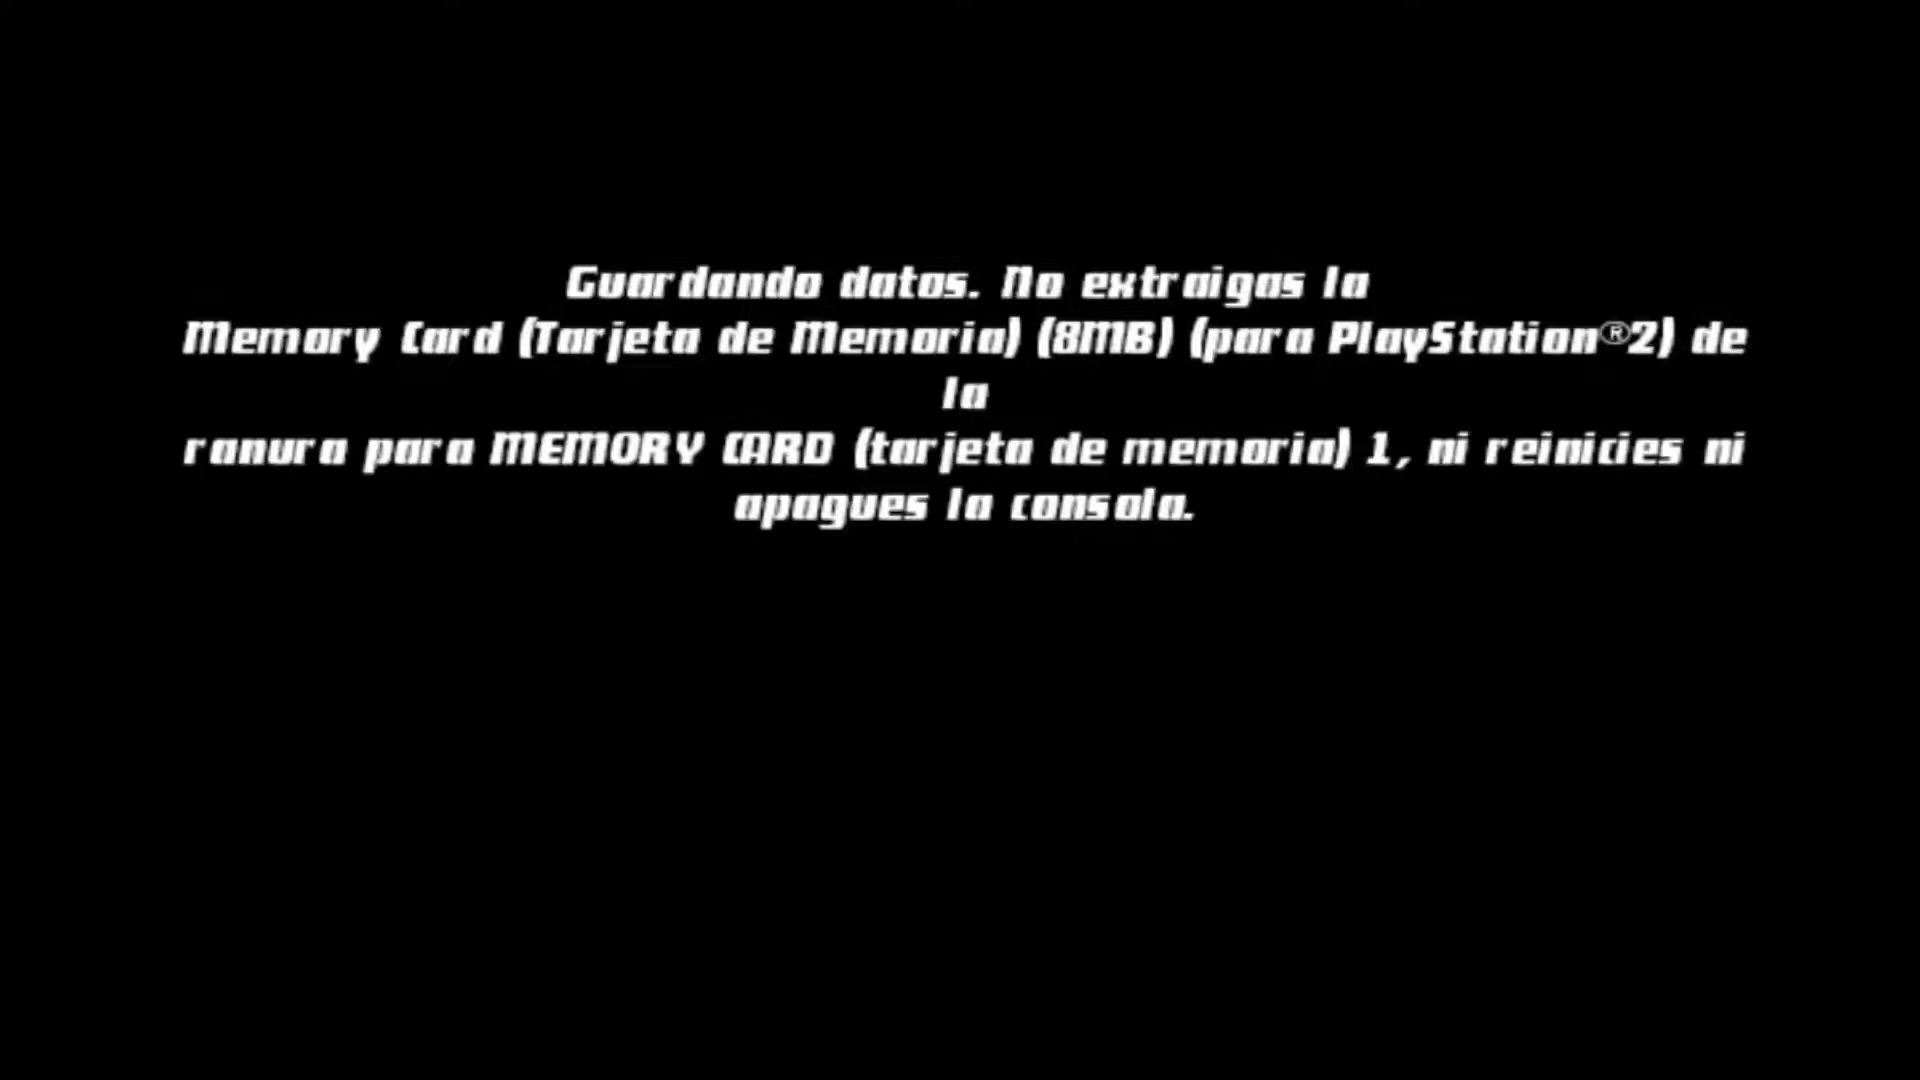 Guardando datos. No extraigas la
Memory Card (Tarjeta de Memoria) (8MB) (para PlayStation®2) de
la
ranura para MEMORY CARD (tarjeta de memoria) 1, ni reinicies ni
apagues la consola.